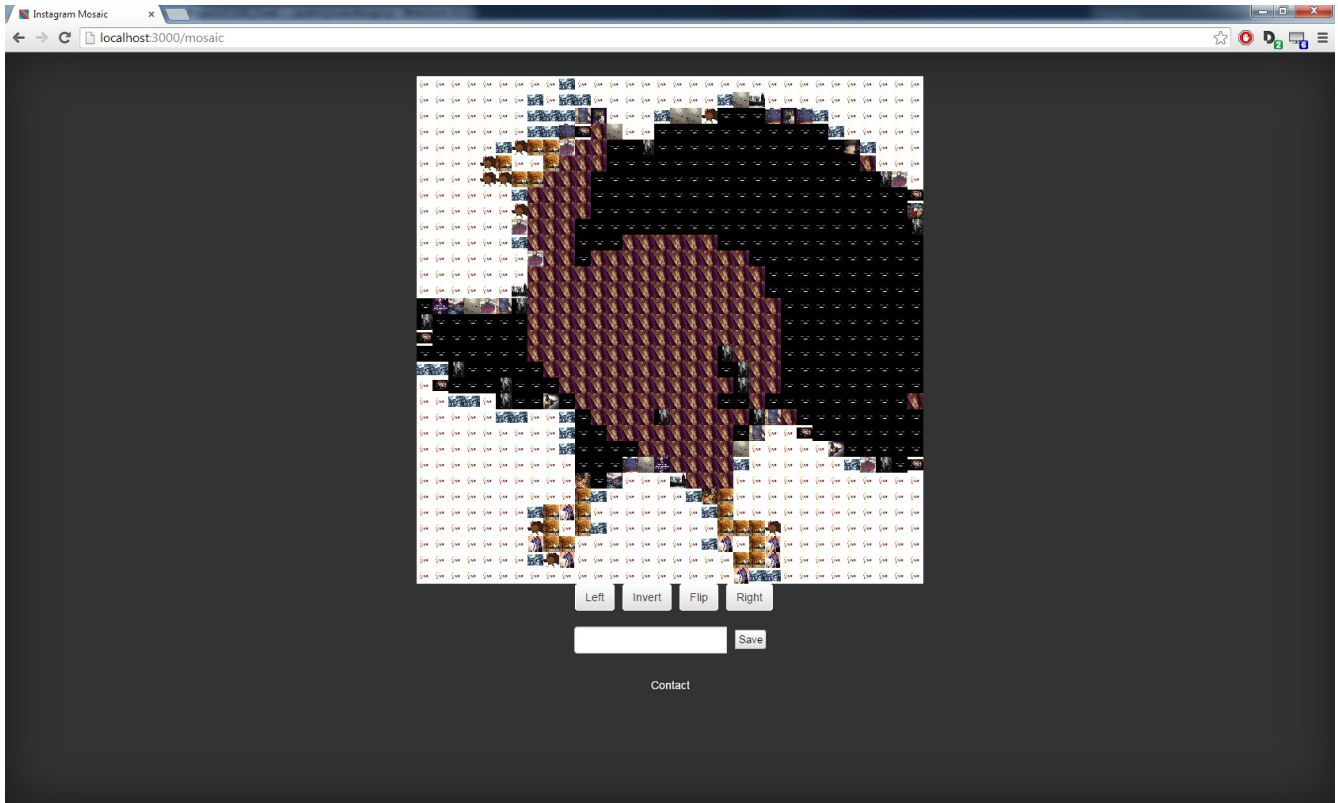 Instagram Mosaic
localhost:3000/mosaic
Left Invert Flip Right
Save
Contact